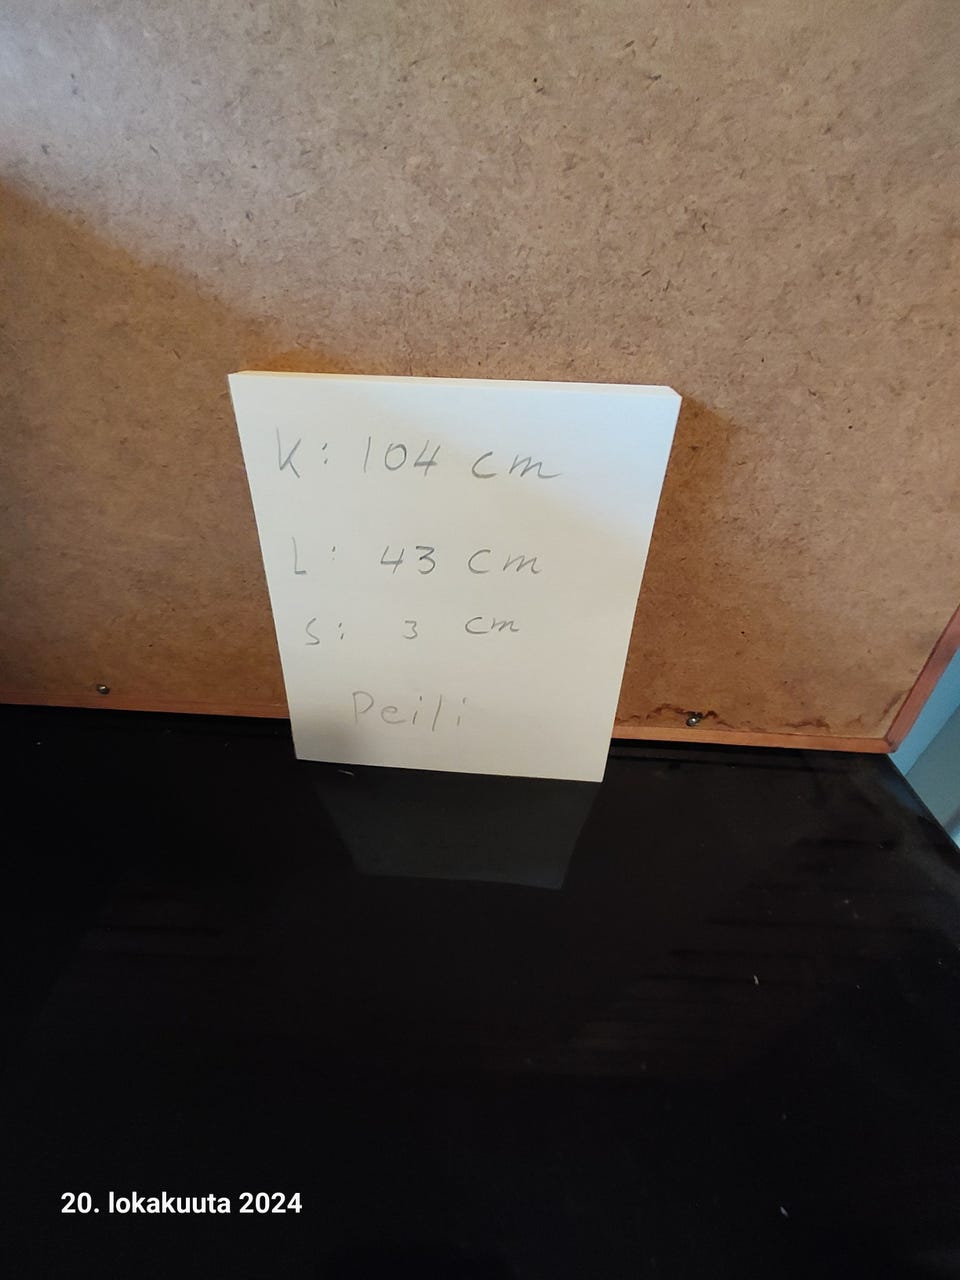 K: 104 cm
L: 43 cm
S: 3 cm
Peili
20. lokakuuta 2024